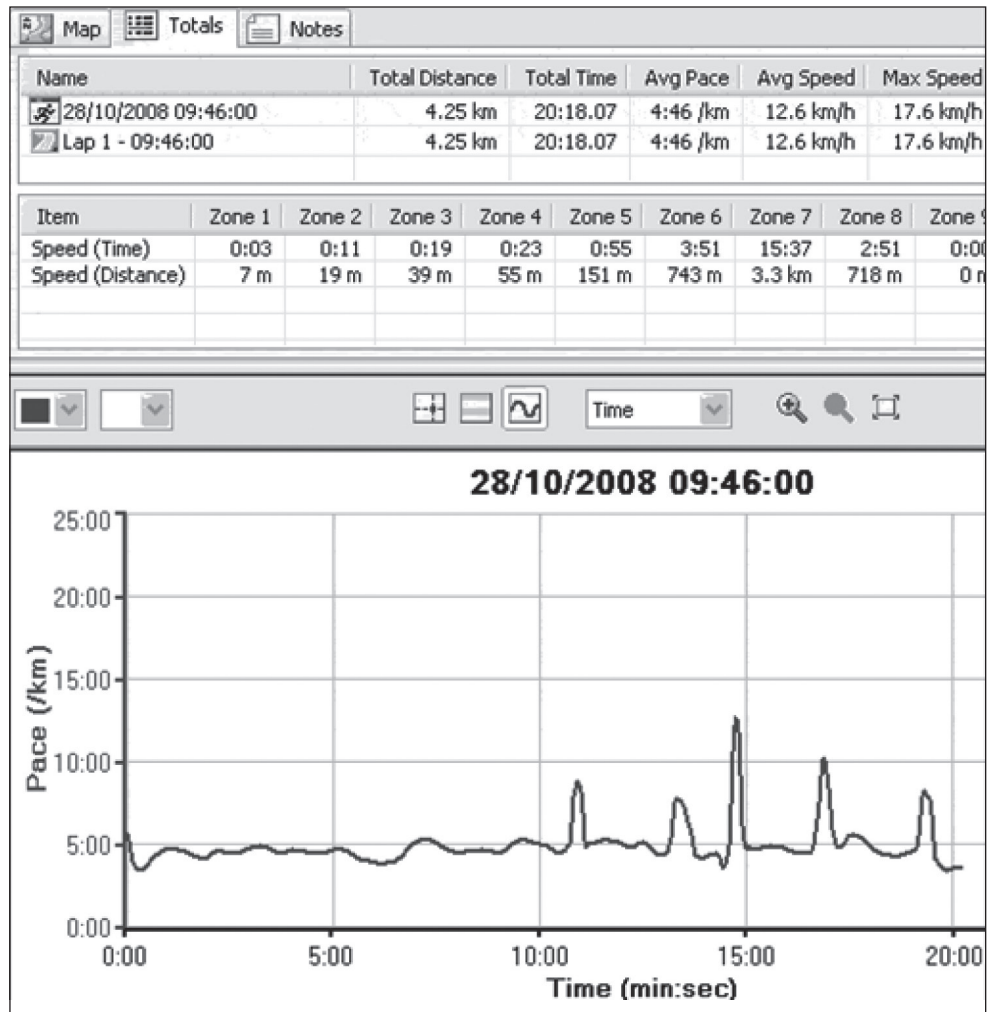 Map Totals Notes
Name Total Distance Total Time Avg Pace Avg Speed Max Speed
28/10/2008 09:46:00 4.25 km 20:18.07 4:46 /km 12.6 km/h 17.6 km/h
Lap 1 - 09:46:00 4.25 km 20:18.07 4:46 /km 12.6 km/h 17.6 km/h
Item Zone 1 Zone 2 Zone 3 Zone 4 Zone 5 Zone 6 Zone 7 Zone 8 Zone
Speed (Time) 0:03 0:11 0:19 0:23 0:55 3:51 15:37 2:51
Speed (Distance) 7 m 19 m 39 m 55 m 151 m 743 m 3.3 km 718 m 0
Time
28/10/2008 09:46:00
25:00
20:00
15:00
10:00
5:00
0:00
Pace (/km)
0:00 5:00 10:00 15:00 20:00
Time (min:sec)